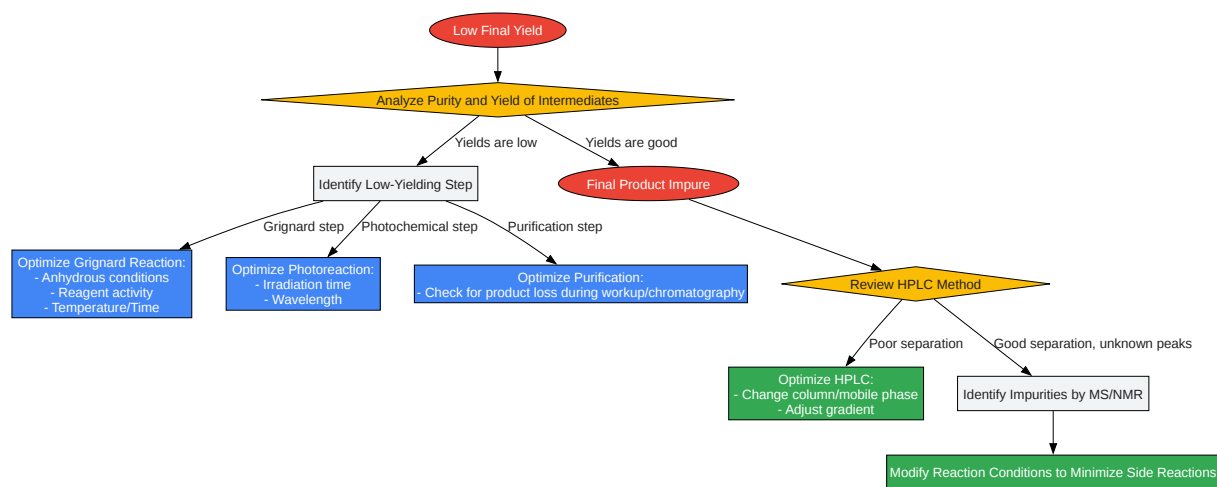 Low Final Yield
Analyze Purity and Yield of Intermediates
Yields are low
Yields are good
Identify Low-Yielding Step
Final Product Impure
Grignard step
Photochemical step
Purification step
Optimize Grignard Reaction:
- Anhydrous conditions
- Reagent activity
- Temperature/Time
Optimize Photoreaction:
- Irradiation time
- Wavelength
Optimize Purification:
- Check for product loss during workup/chromatography
Review HPLC Method
Poor separation
Good separation, unknown peaks
Optimize HPLC:
- Change column/mobile phase
- Adjust gradient
Identify Impurities by MS/NMR
Modify Reaction Conditions to Minimize Side Reactions